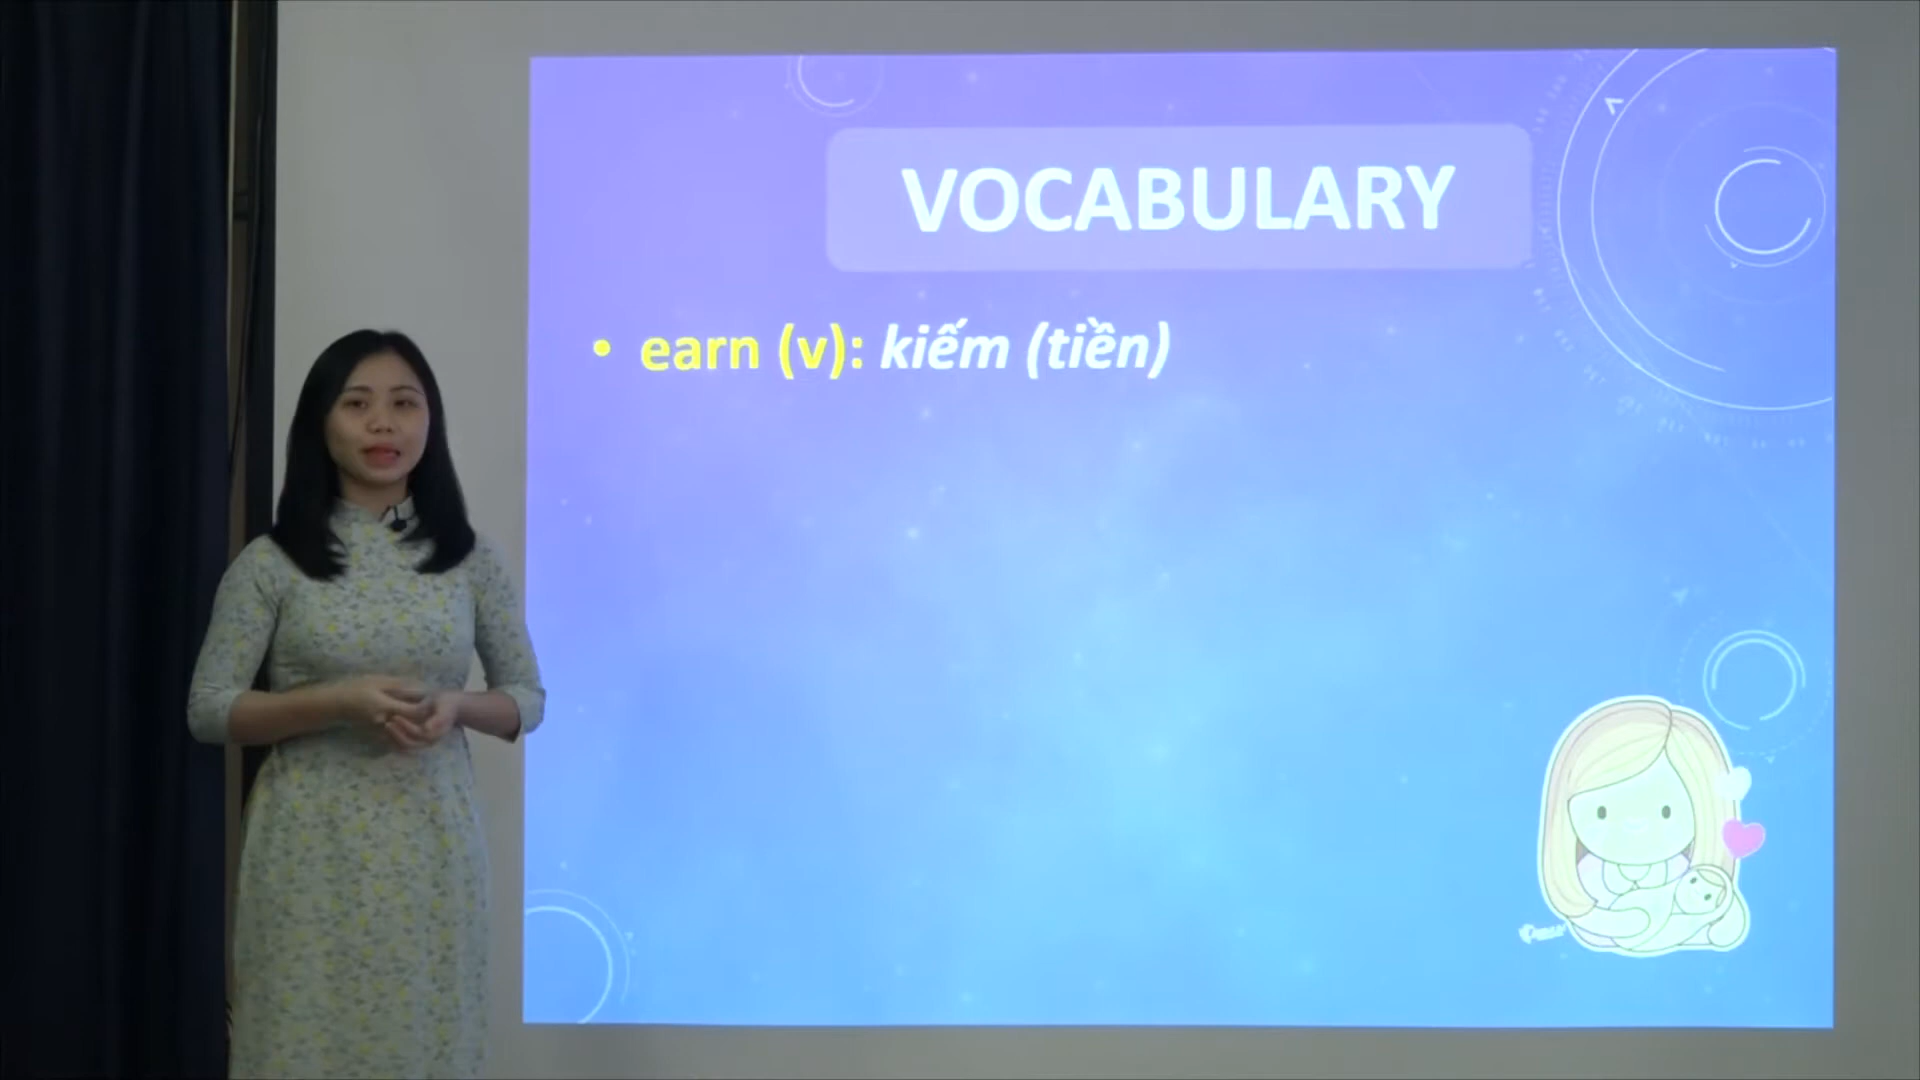 VOCABULARY
• earn (v): kiếm (tiền)